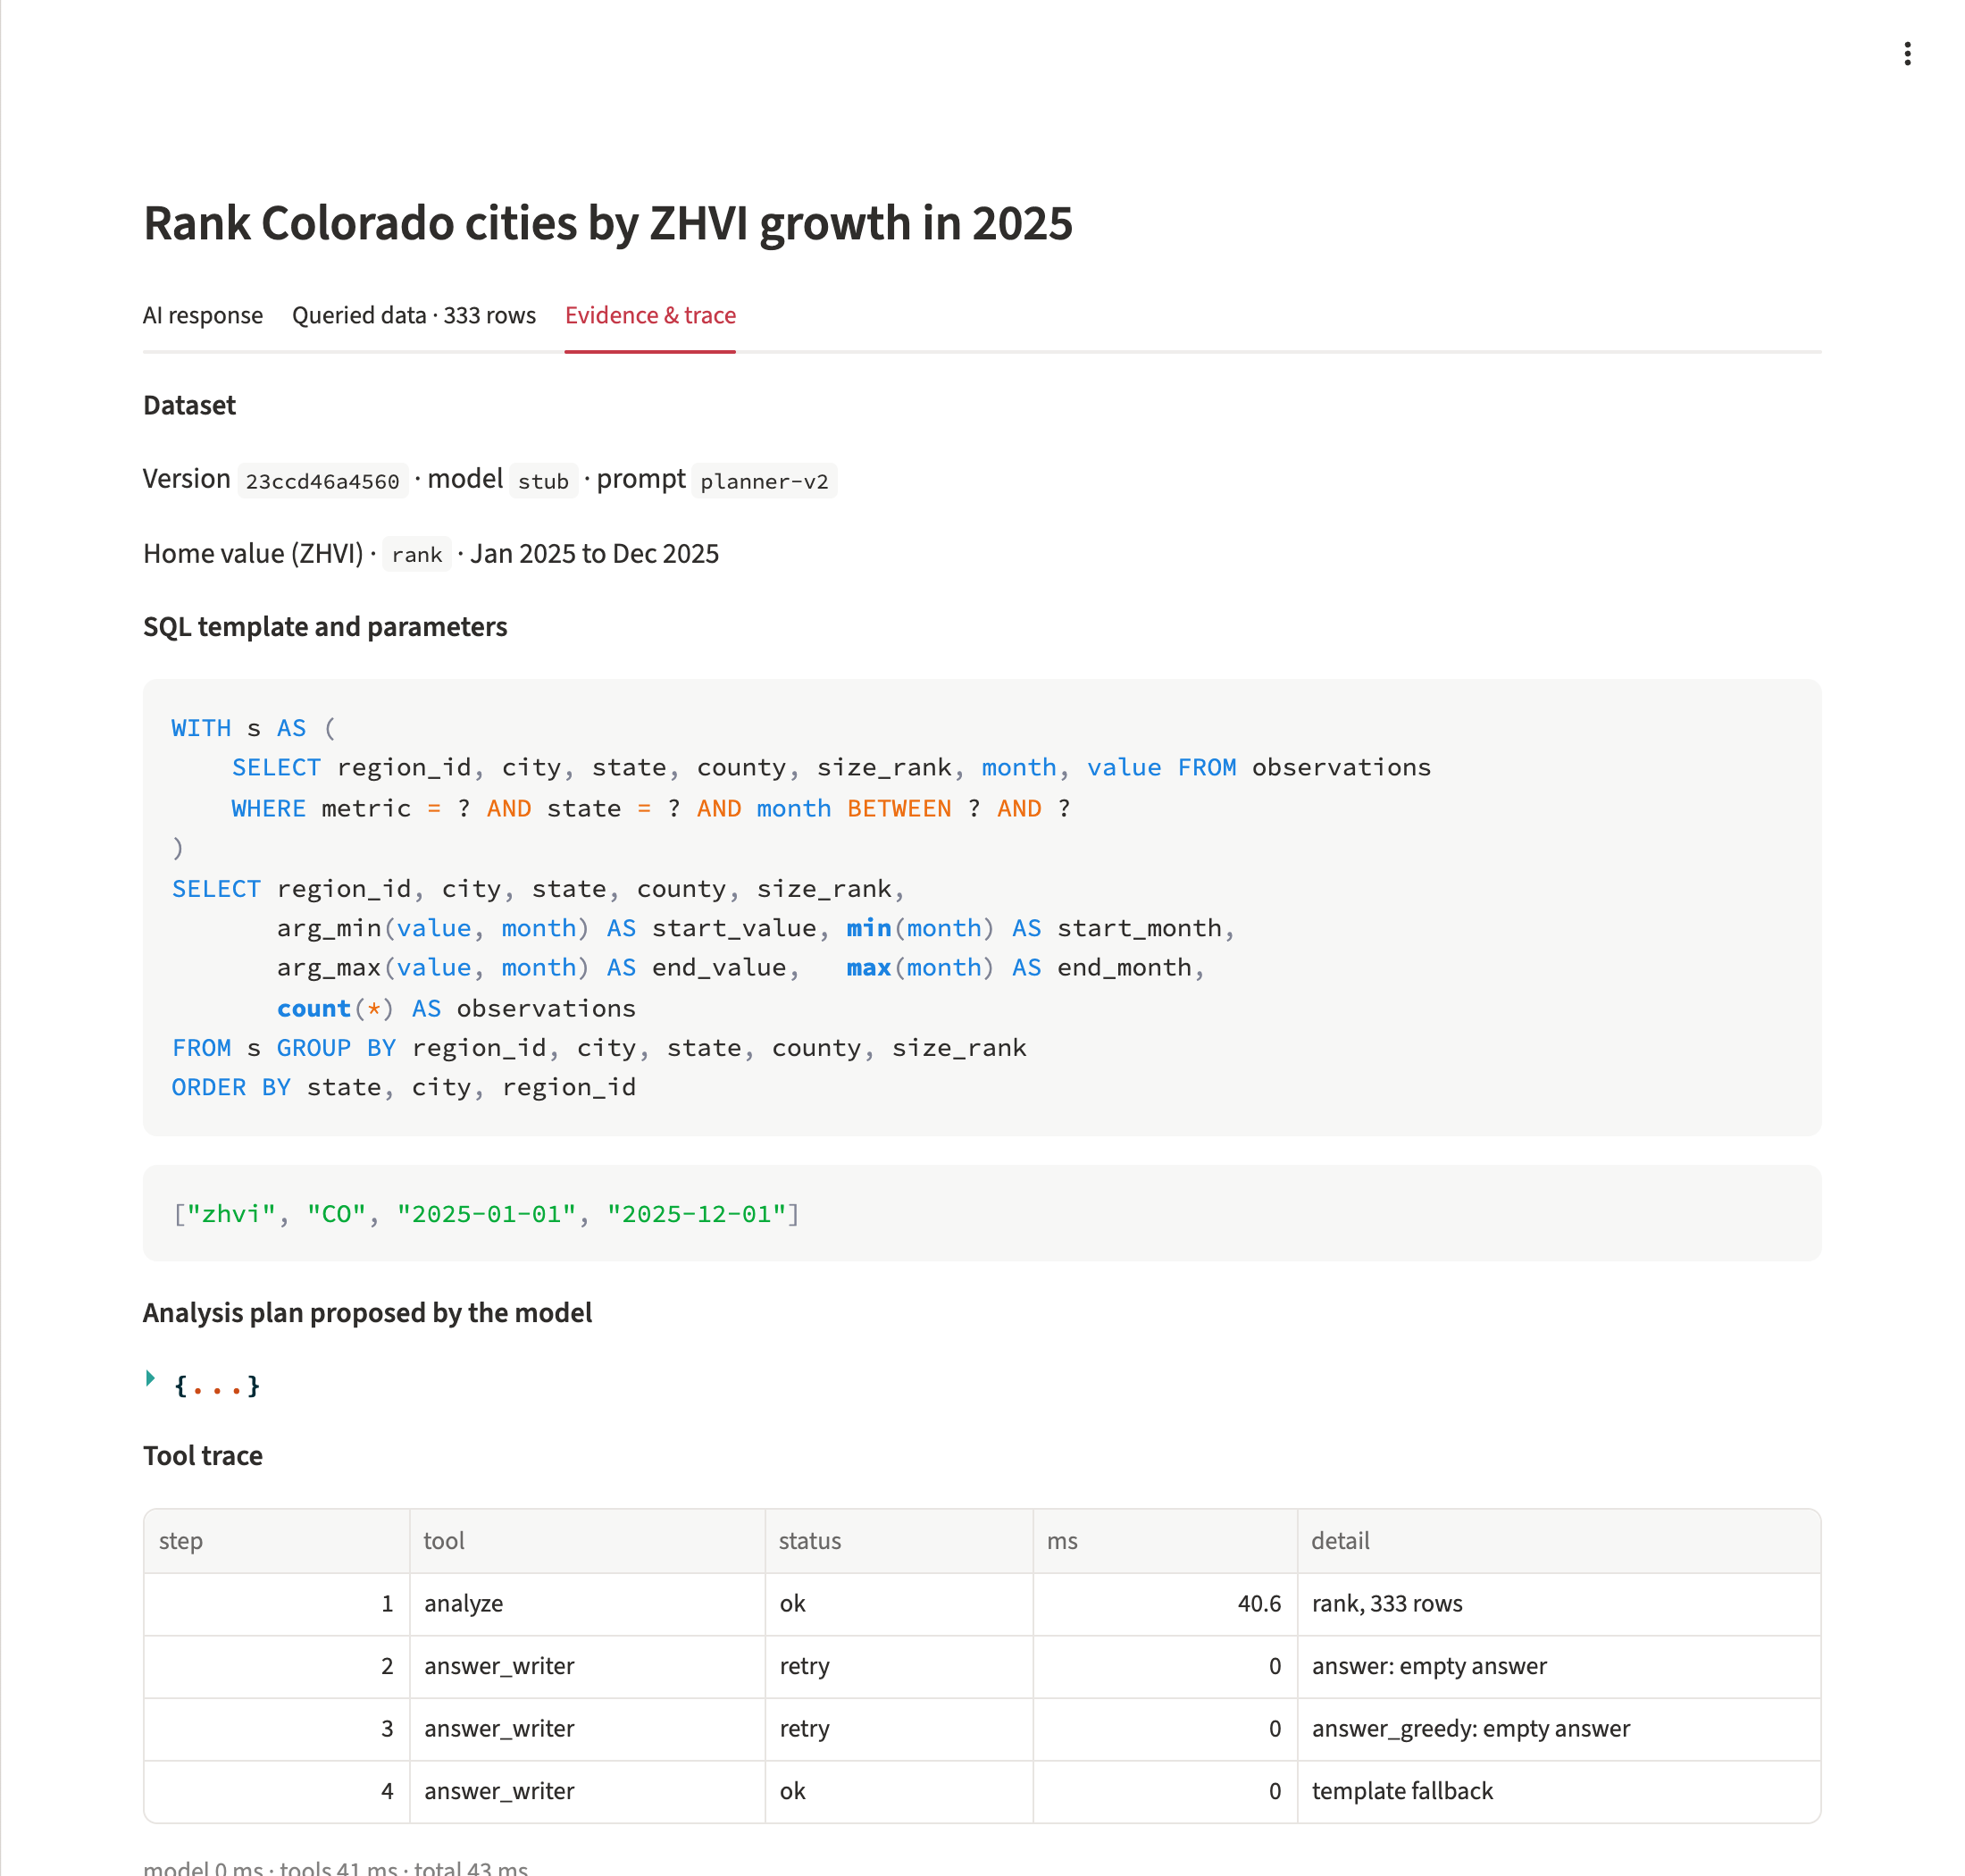 Rank Colorado cities by ZHVI growth in 2025
AI response Queried data · 333 rows Evidence & trace
Dataset
Version 23ccd46a4560 · model stub · prompt planner-v2
Home value (ZHVI) · rank · Jan 2025 to Dec 2025
SQL template and parameters
WITH s AS (
    SELECT region_id, city, state, county, size_rank, month, value FROM observations
    WHERE metric = ? AND state = ? AND month BETWEEN ? AND ?
)
SELECT region_id, city, state, county, size_rank,
       arg_min(value, month) AS start_value, min(month) AS start_month,
       arg_max(value, month) AS end_value,   max(month) AS end_month,
       count(*) AS observations
FROM s GROUP BY region_id, city, state, county, size_rank
ORDER BY state, city, region_id
["zhvi", "CO", "2025-01-01", "2025-12-01"]
Analysis plan proposed by the model
{...}
Tool trace
step tool status ms detail
1 analyze ok 40.6 rank, 333 rows
2 answer_writer retry 0 answer: empty answer
3 answer_writer retry 0 answer_greedy: empty answer
4 answer_writer ok 0 template fallback
model 0 ms · tools 41 ms · total 43 ms